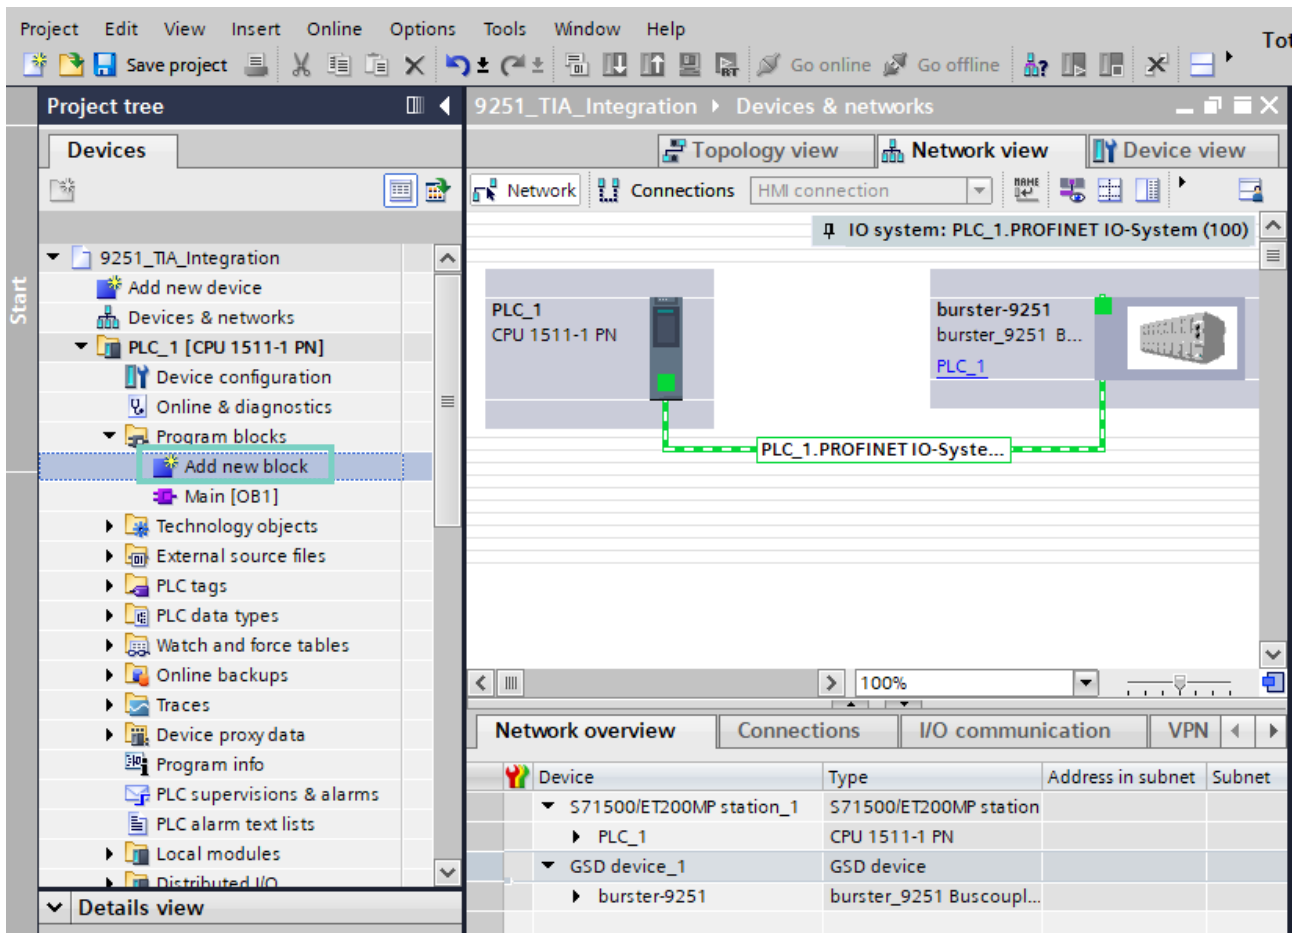 Project Edit View Insert Online Options Tools Window Help
Tot
Save project
RT
Go online
Go offline
Start
Project tree
9251_TIA_Integration Devices & networks
Devices
Topology view
Network view
Device view
Network
Connections
HMI connection
NAME
IO system: PLC_1.PROFINET IO-System (100)
9251_TIA_Integration
Add new device
Devices & networks
PLC_1 [CPU 1511-1 PN]
Device configuration
Online & diagnostics
Program blocks
Add new block
Main [OB1]
Technology objects
External source files
PLC tags
PLC data types
Watch and force tables
Online backups
Traces
Device proxy data
Program info
PLC supervisions & alarms
PLC alarm text lists
Local modules
Distributed I/O
Details view
PLC_1
CPU 1511-1 PN
burster-9251
burster_9251 B...
PLC_1
PLC_1.PROFINET IO-Syste...
100%
Network overview
Connections
I/O communication
VPN
Device Type Address in subnet Subnet
S71500/ET200MP station_1 S71500/ET200MP station
PLC_1 CPU 1511-1 PN
GSD device_1 GSD device
burster-9251 burster_9251 Buscoupl...